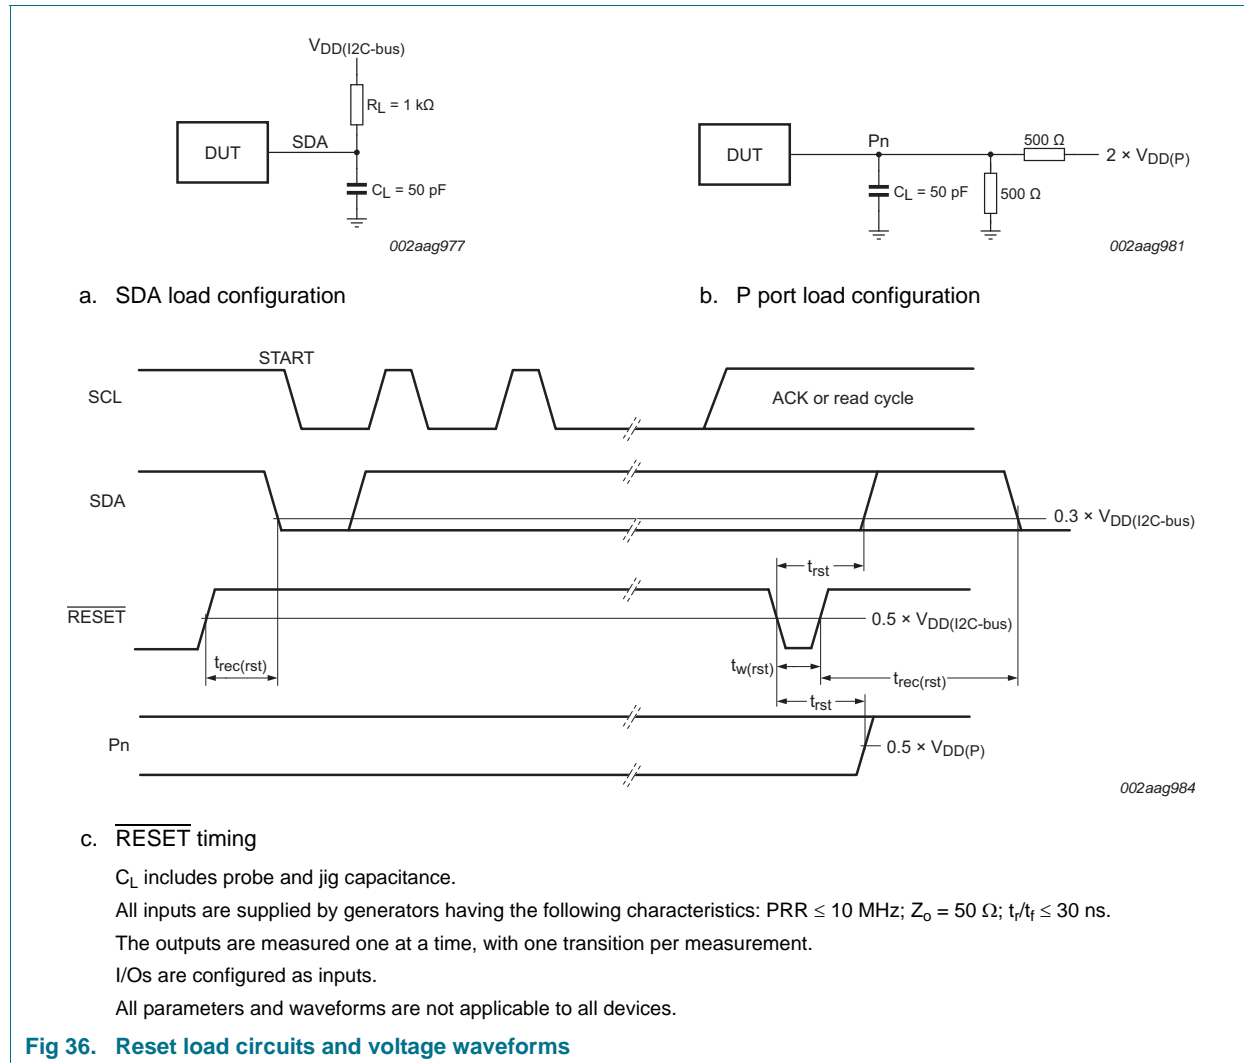 VDD(I2C-bus)
RL = 1 kΩ
DUT
SDA
CL = 50 pF
002aag977
a. SDA load configuration
DUT
Pn
500 Ω
2 × VDD(P)
CL = 50 pF
500 Ω
002aag981
b. P port load configuration
START
SCL
ACK or read cycle
SDA
0.3 × VDD(I2C-bus)
trst
RESET
0.5 × VDD(I2C-bus)
trec(rst)
tw(rst)
trec(rst)
trst
Pn
0.5 × VDD(P)
002aag984
c. RESET timing
CL includes probe and jig capacitance.
All inputs are supplied by generators having the following characteristics: PRR ≤ 10 MHz; Zo = 50 Ω; tr/tf ≤ 30 ns.
The outputs are measured one at a time, with one transition per measurement.
I/Os are configured as inputs.
All parameters and waveforms are not applicable to all devices.
Fig 36. Reset load circuits and voltage waveforms